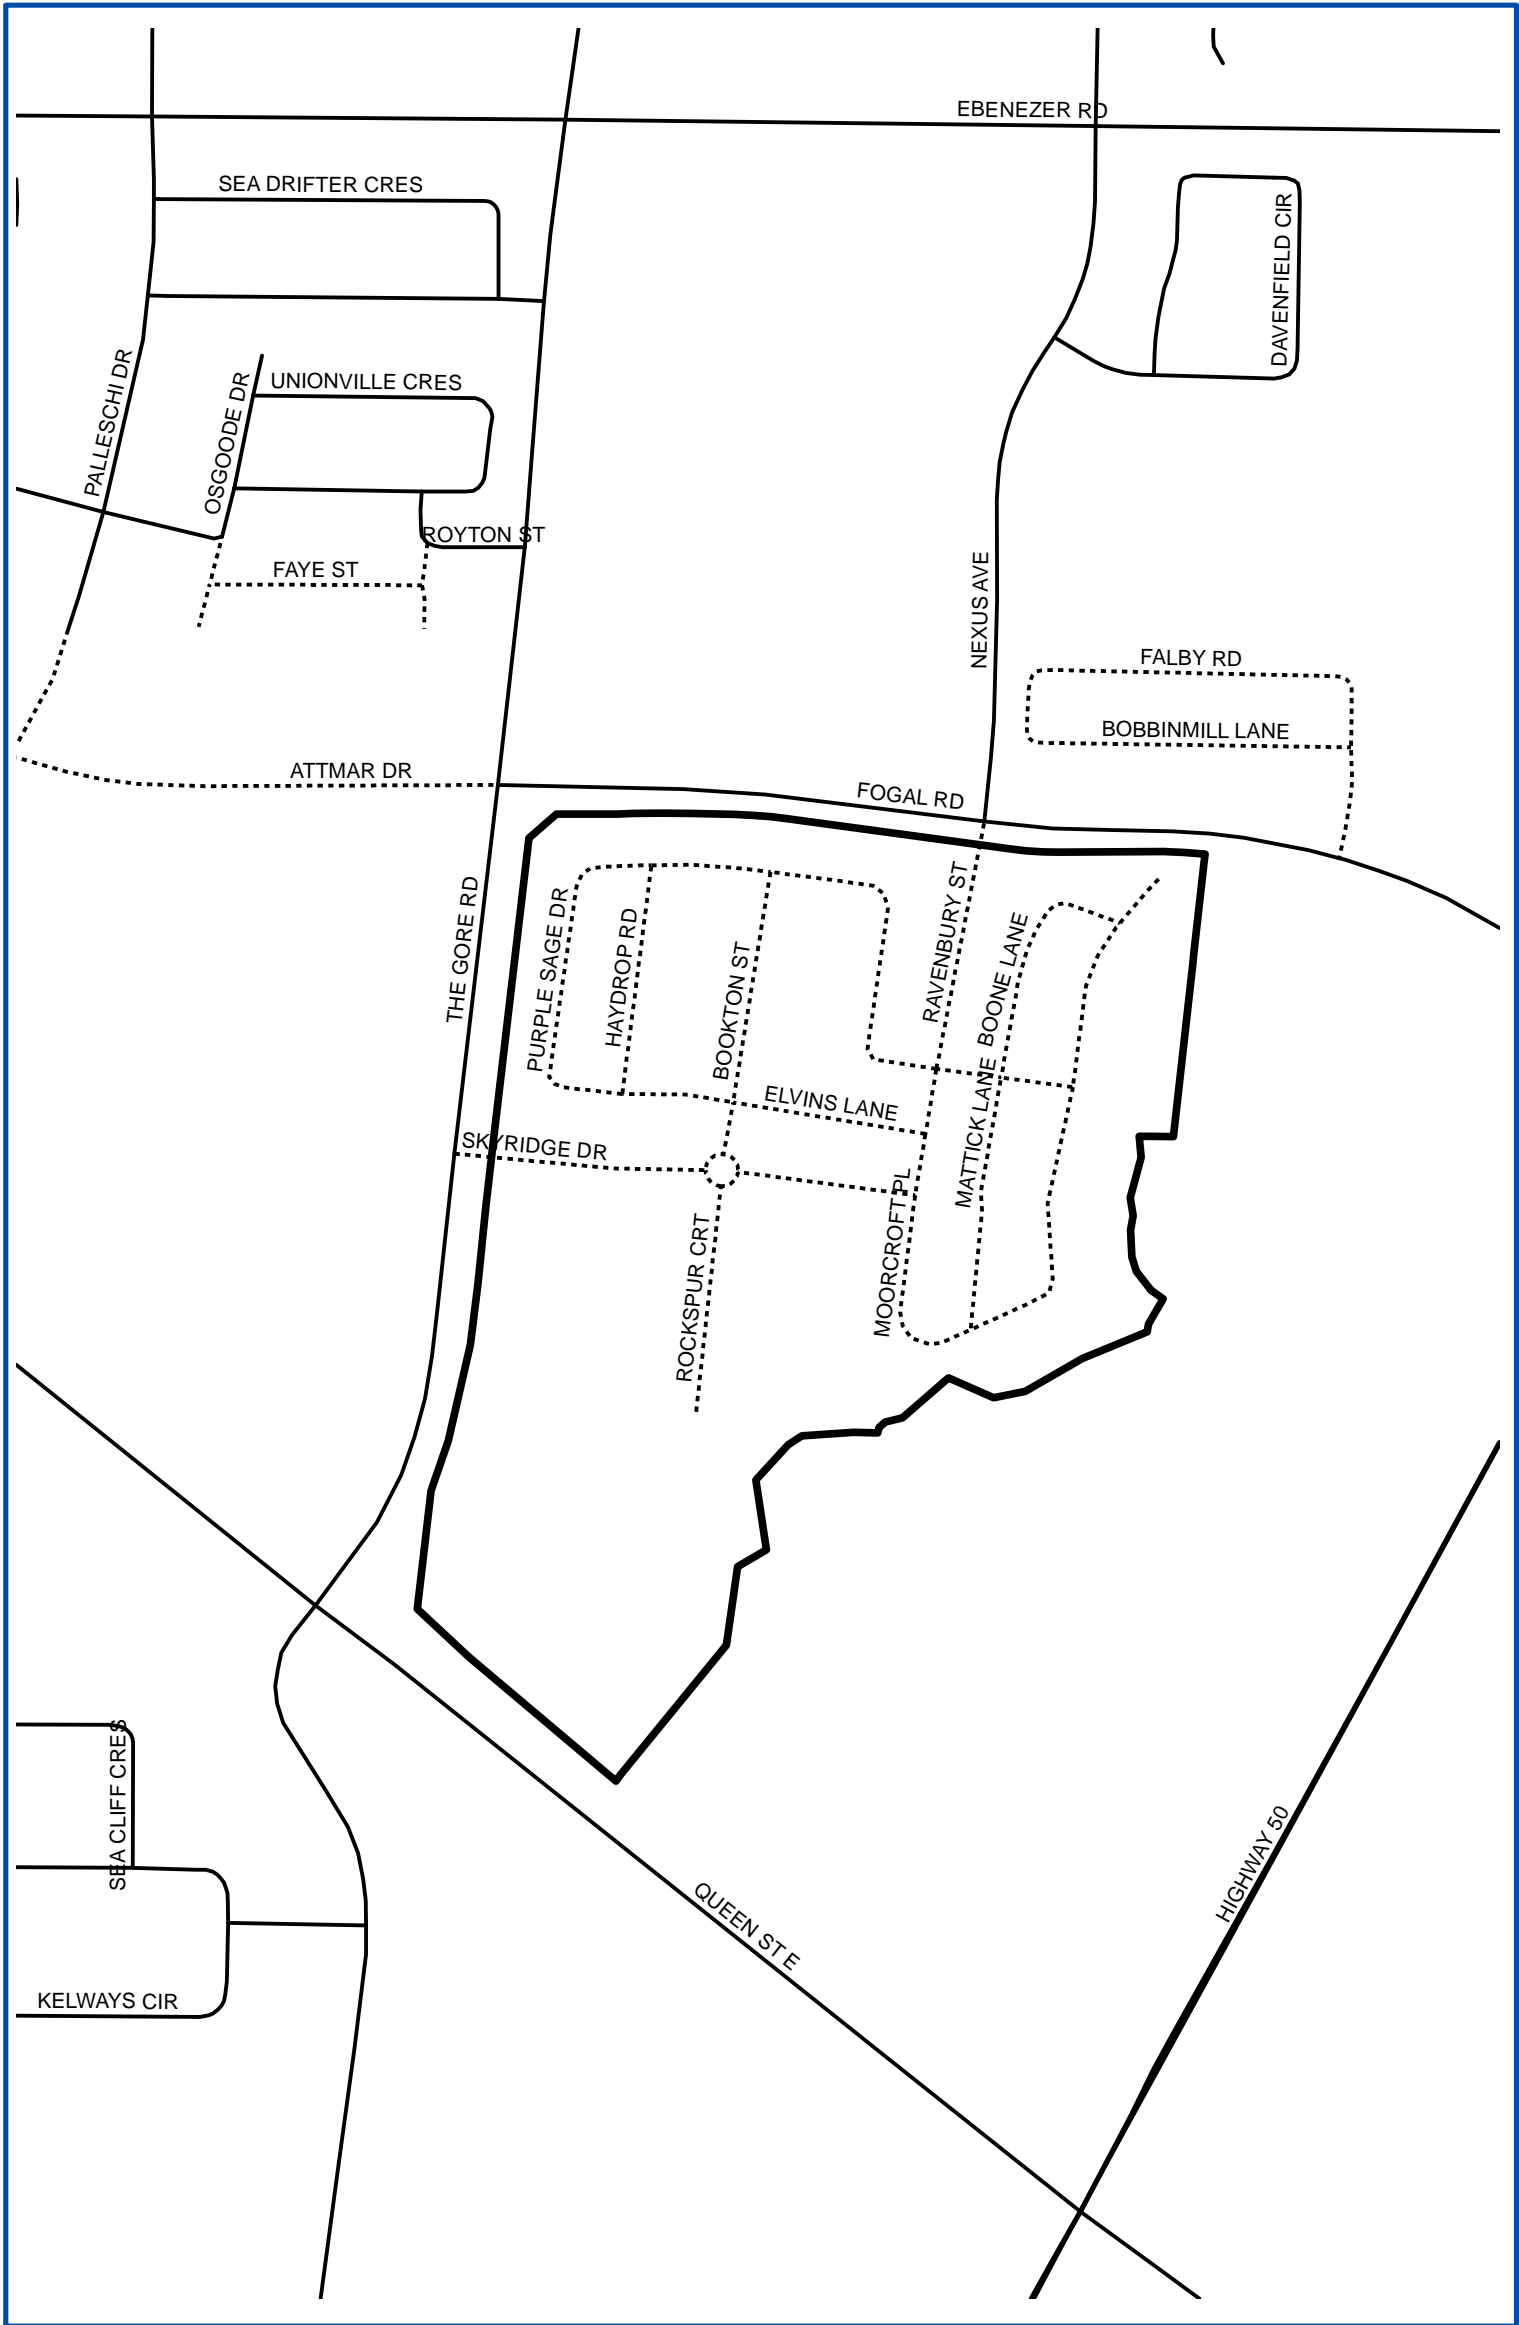 EBENEZER RD
SEA DRIFTER CRES
DAVENFIELD CIR
PALLESCHI DR
OSGOODE DR
UNIONVILLE CRES
ROYTON ST
FAYE ST
NEXUS AVE
FALBY RD
BOBBINMILL LANE
ATTMAR DR
FOGAL RD
THE GORE RD
PURPLE SAGE DR
HAYDROP RD
BOOKTON ST
RAVENBURY ST
BOONE LANE
MATTICK LANE
ELVINS LANE
SKYRIDGE DR
MOORCROFT PL
ROCKSPUR CRT
SEA CLIFF CRES
HIGHWAY 50
QUEEN ST E
KELWAYS CIR